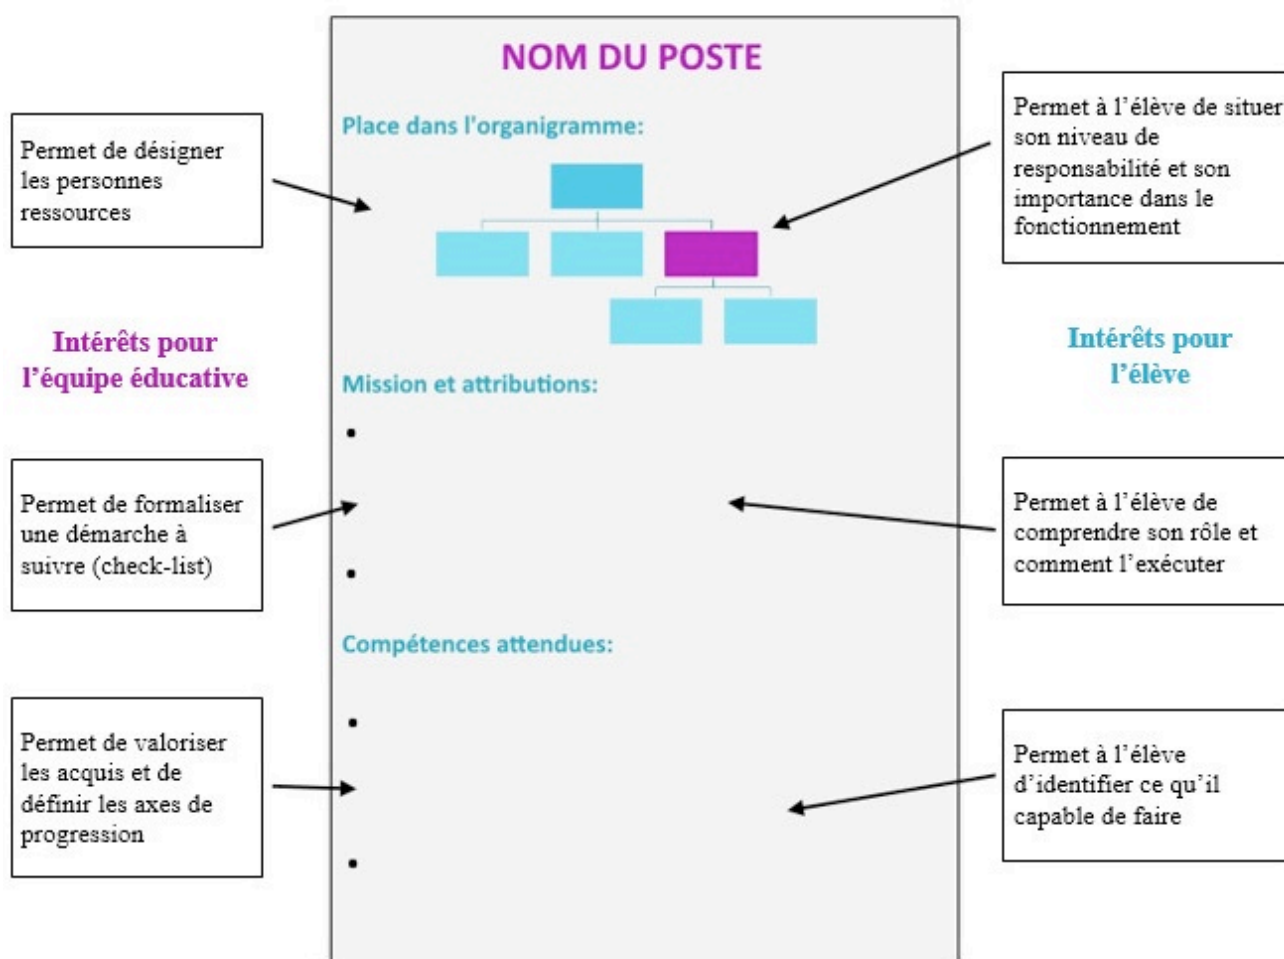 NOM DU POSTE
Place dans l'organigramme:
Permet de désigner
les personnes
ressources
Permet à l’élève de situer
son niveau de
responsabilité et son
importance dans le
fonctionnement
Intérêts pour
l’équipe éducative
Intérêts pour
l’élève
Mission et attributions:
•
•
Permet de formaliser
une démarche à
suivre (check-list)
Permet à l’élève de
comprendre son rôle et
comment l’exécuter
Compétences attendues:
•
•
Permet de valoriser
les acquis et de
définir les axes de
progression
Permet à l’élève
d’identifier ce qu’il
capable de faire